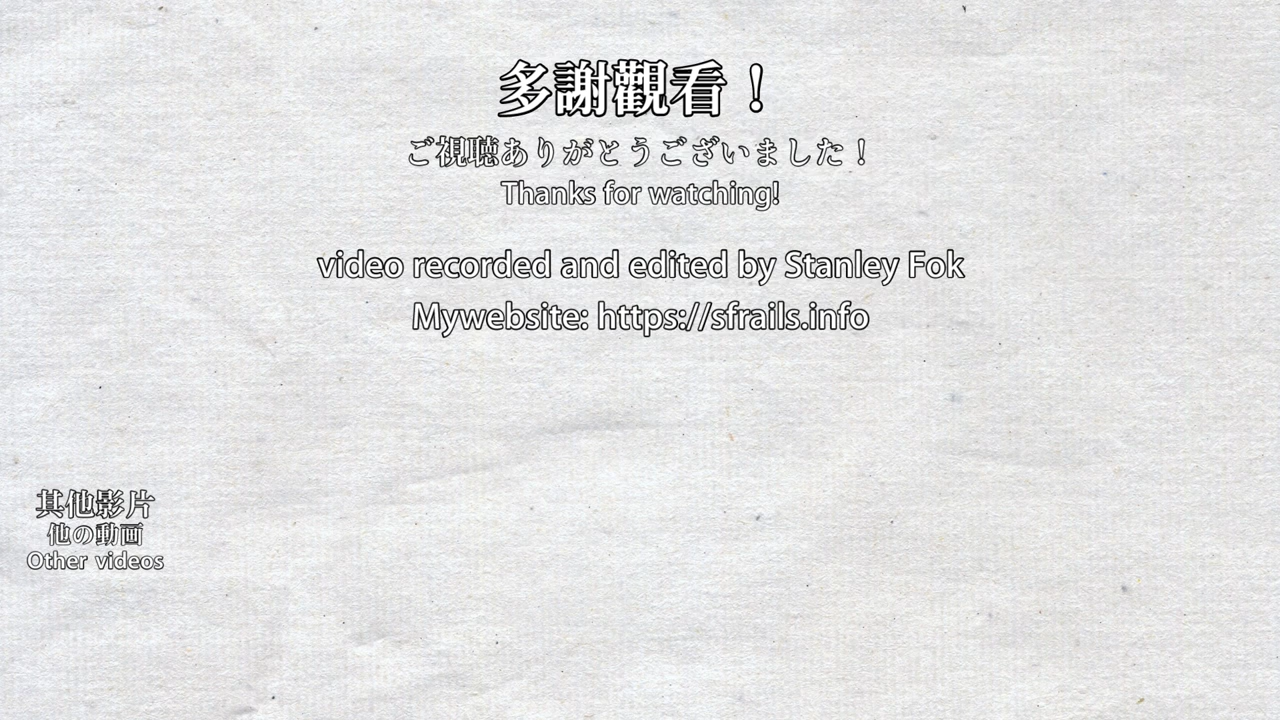 多謝觀看！
ご視聴ありがとうございました！
Thanks for watching!
video recorded and edited by Stanley Fok
Mywebsite: https://sfrails.info
其他影片
他の動画
Other videos